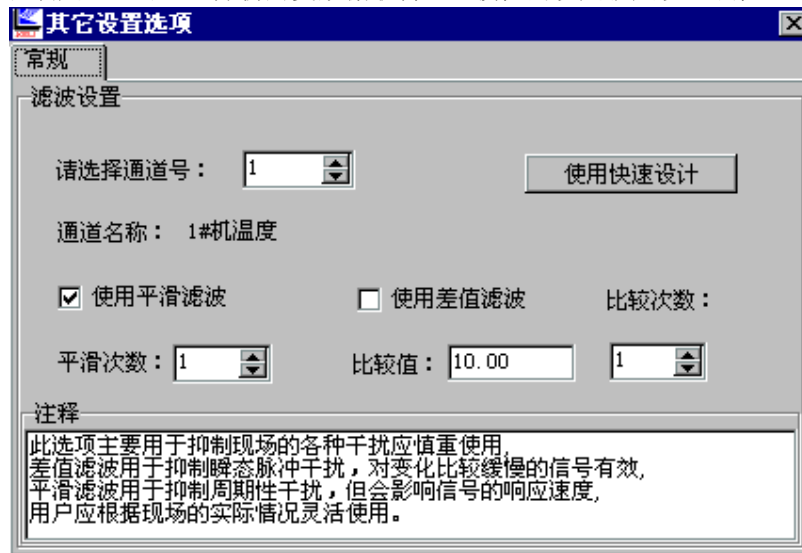 其它设置选项
常规
滤波设置
请选择通道号： 1
使用快速设计
通道名称： 1#机温度
使用平滑滤波
使用差值滤波
比较次数：
平滑次数： 1
比较值： 10.00
1
注释
此选项主要用于抑制现场的各种干扰应慎重使用,
差值滤波用于抑制瞬态脉冲干扰，对变化比较缓慢的信号有效,
平滑滤波用于抑制周期性干扰，但会影响信号的响应速度,
用户应根据现场的实际情况灵活使用。